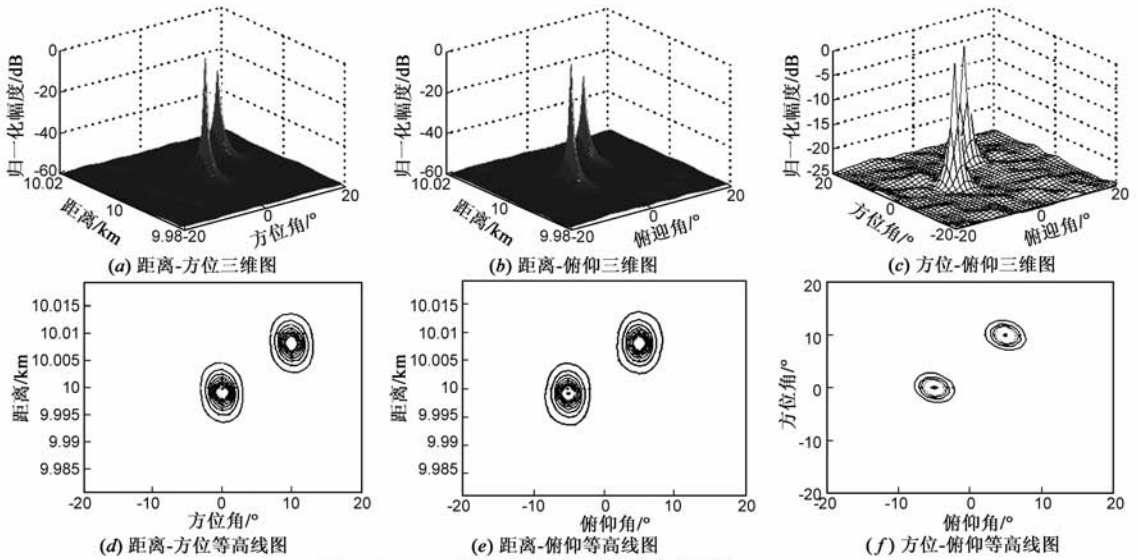 归一化幅度/dB
0
-20
-40
-60
10.02
10
9.98
距离/km
-20
0
20
方位角/°
(a) 距离-方位三维图
归一化幅度/dB
0
-20
-40
-60
10.02
10
9.98
距离/km
-20
0
20
俯迎角/°
(b) 距离-俯仰三维图
归一化幅度/dB
0
-5
-10
-15
-20
-25
20
0
-20
方位角/°
-20
0
20
俯迎角/°
(c) 方位-俯仰三维图
距离/km
10.015
10.01
10.005
10
9.995
9.99
9.985
-20 -10 0 10 20
方位角/°
(d) 距离-方位等高线图
距离/km
10.015
10.01
10.005
10
9.995
9.99
9.985
-20 -10 0 10 20
俯仰角/°
(e) 距离-俯仰等高线图
方位角/°
20
10
0
-10
-20
-20 -10 0 10 20
俯仰角/°
(f) 方位-俯仰等高线图